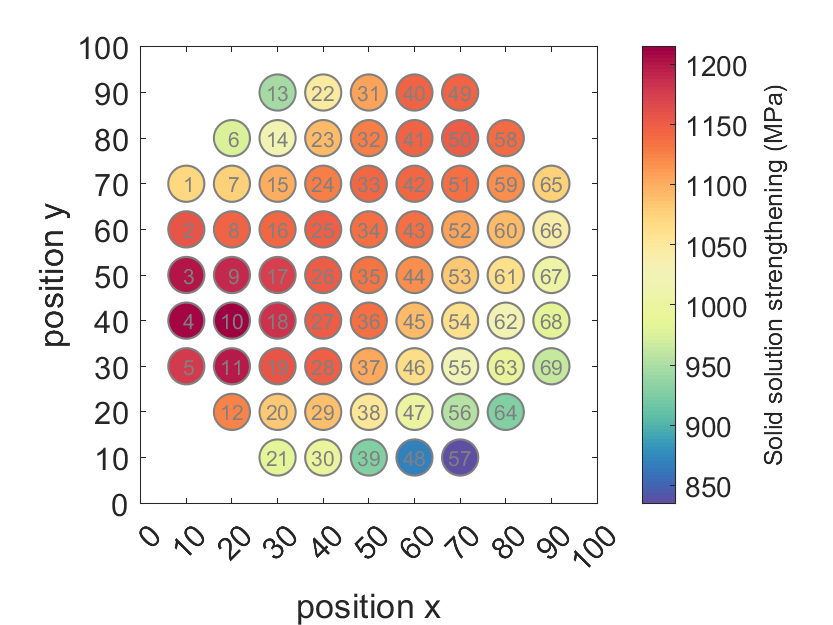 100
90
80
70
60
50
40
30
20
10
0
position y
13 22 31 40 49
6 14 23 32 41 50 58
1 7 15 24 33 42 51 59 65
2 8 16 25 34 43 52 60 66
3 9 17 26 35 44 53 61 67
4 10 18 27 36 45 54 62 68
5 11 19 28 37 46 55 63 69
12 20 29 38 47 56 64
21 30 39 48 57
0 10 20 30 40 50 60 70 80 90 100
position x
1200
1150
1100
1050
1000
950
900
850
Solid solution strengthening (MPa)